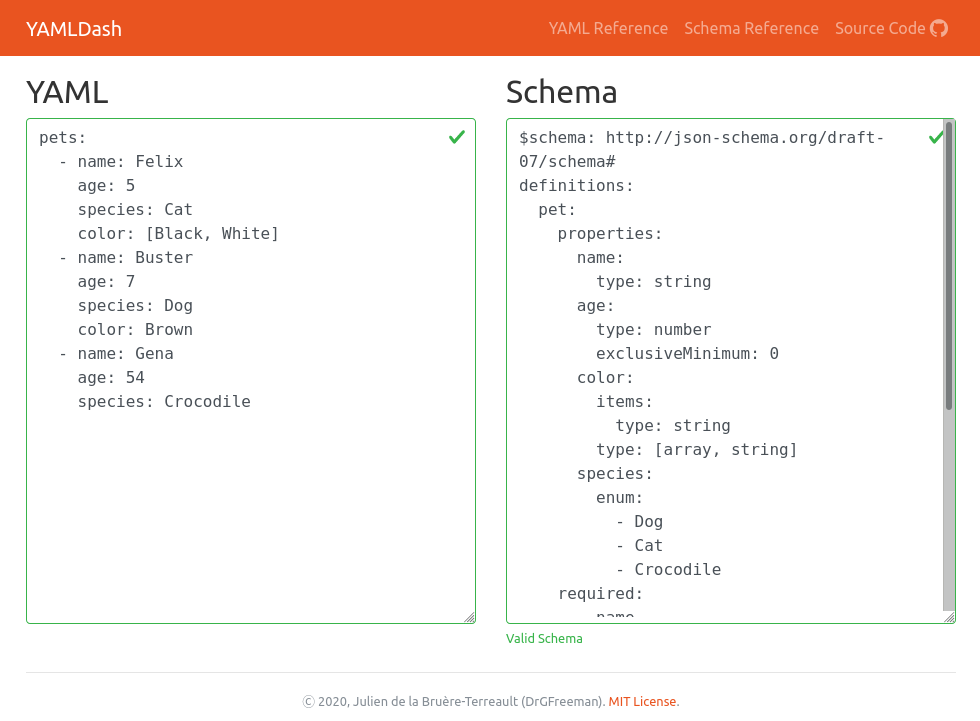 YAMLDash
YAML Reference
Schema Reference
Source Code
YAML
pets:
  - name: Felix
    age: 5
    species: Cat
    color: [Black, White]
  - name: Buster
    age: 7
    species: Dog
    color: Brown
  - name: Gena
    age: 54
    species: Crocodile
Schema
$schema: http://json-schema.org/draft-
07/schema#
definitions:
  pet:
    properties:
      name:
        type: string
      age:
        type: number
        exclusiveMinimum: 0
      color:
        items:
          type: string
        type: [array, string]
      species:
        enum:
          - Dog
          - Cat
          - Crocodile
    required:
      - name
Valid Schema
Ⓒ 2020, Julien de la Bruère-Terreault (DrGFreeman). MIT License.